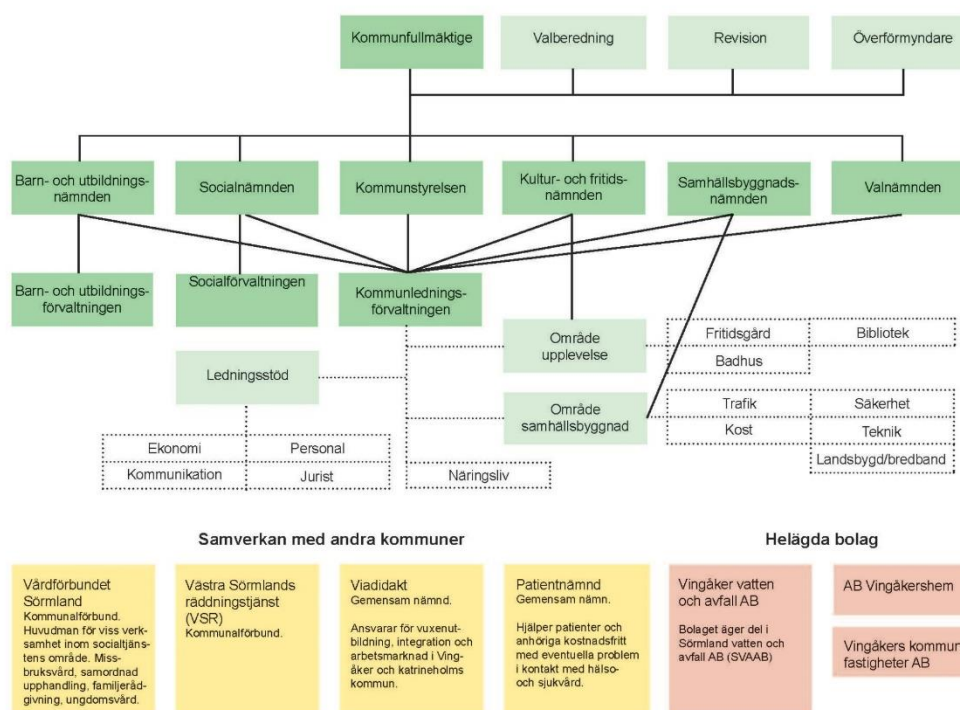 Kommunfullmäktige
Valberedning
Revision
Överförmyndare
Barn- och utbildnings-
nämnden
Socialnämnden
Kommunstyrelsen
Kultur- och fritids-
nämnden
Samhällsbyggnads-
nämnden
Valnämnden
Barn- och utbildnings-
förvaltningen
Socialförvaltningen
Kommunlednings-
förvaltningen
Område
upplevelse
Fritidsgård
Bibliotek
Badhus
Ledningsstöd
Område
samhällsbyggnad
Trafik
Säkerhet
Kost
Teknik
Landsbygd/bredband
Ekonomi
Personal
Kommunikation
Jurist
Näringsliv
Samverkan med andra kommuner
Helägda bolag
Vårdförbundet
Sörmland
Kommunalförbund.
Huvudman för viss verk-
samhet inom socialtjäns-
tens område. Miss-
bruksvård, samordnad
upphandling, familjeråd-
givning, ungdomsvård.
Västra Sörmlands
räddningstjänst
(VSR)
Kommunalförbund.
Viadidakt
Gemensam nämnd.
Ansvarar för vuxenut-
bildning, integration och
arbetsmarknad i Ving-
åker och katrineholms
kommun.
Patientnämnd
Gemensam nämn.
Hjälper patienter och
anhöriga kostnadsfritt
med eventuella problem
i kontakt med hälso-
och sjukvård.
Vingåker vatten
och avfall AB
Bolaget äger del i
Sörmland vatten och
avfall AB (SVAAB)
AB Vingåkershem
Vingåkers kommun
fastigheter AB